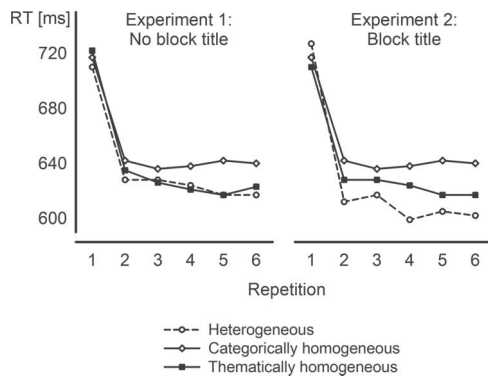 RT [ms]
Experiment 1:
No block title
Experiment 2:
Block title
720
680
640
600
1 2 3 4 5 6
1 2 3 4 5 6
Repetition
Heterogeneous
Categorically homogeneous
Thematically homogeneous